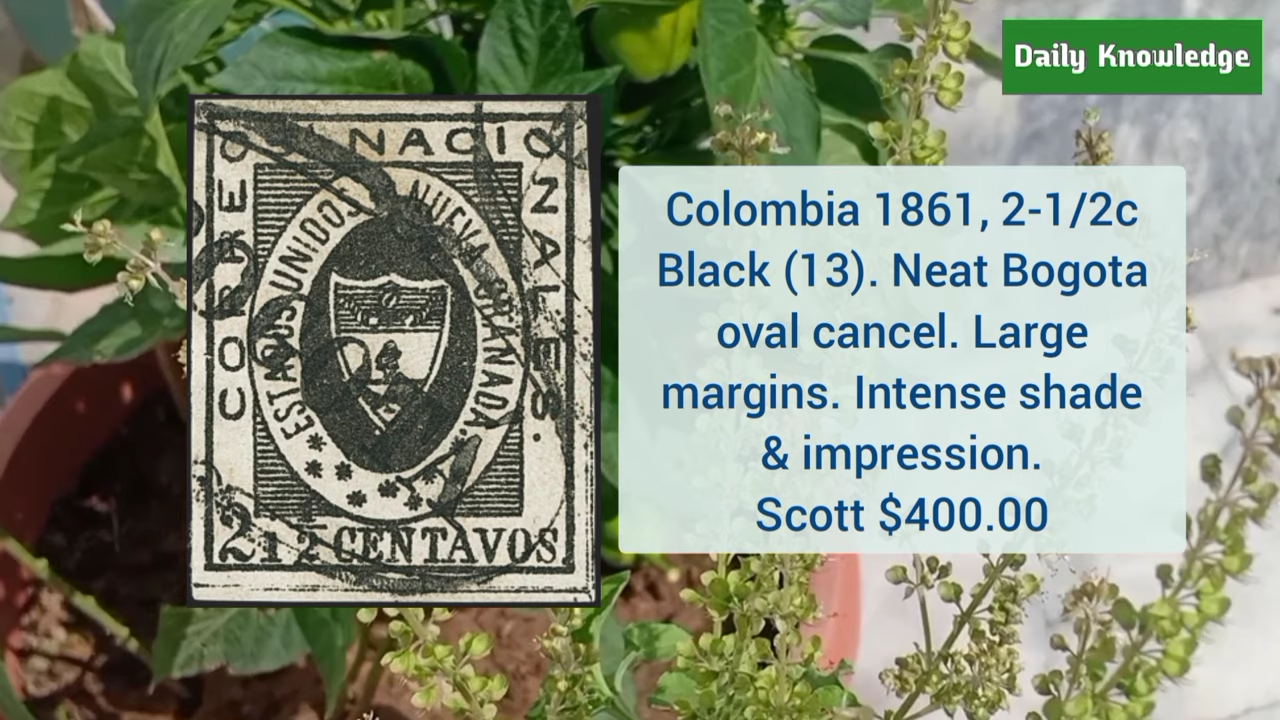 Daily Knowledge
CORREOS NACIONALES.
ESTADOS UNIDOS NUEVA GRANADA.
2 1/2 CENTAVOS
Colombia 1861, 2-1/2c
Black (13). Neat Bogota
oval cancel. Large
margins. Intense shade
& impression.
Scott $400.00